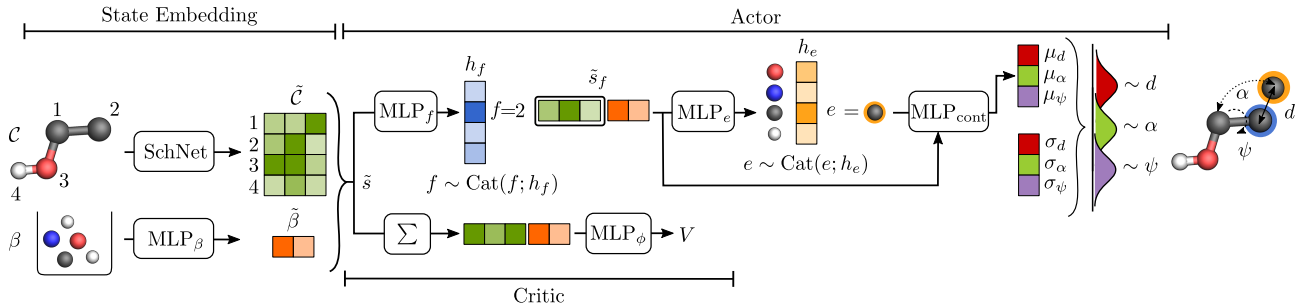 State Embedding
Actor
𝒞
1
2
3
4
SchNet
𝒞̃
1
2
3
4
β
MLP_β
β̃
s̃
MLP_f
h_f
f=2
f ∼ Cat(f; h_f)
s̃_f
MLP_e
h_e
e =
e ∼ Cat(e; h_e)
MLP_cont
μ_d
μ_α
μ_ψ
σ_d
σ_α
σ_ψ
∼ d
∼ α
∼ ψ
α
d
ψ
∑
MLP_ϕ
V
Critic